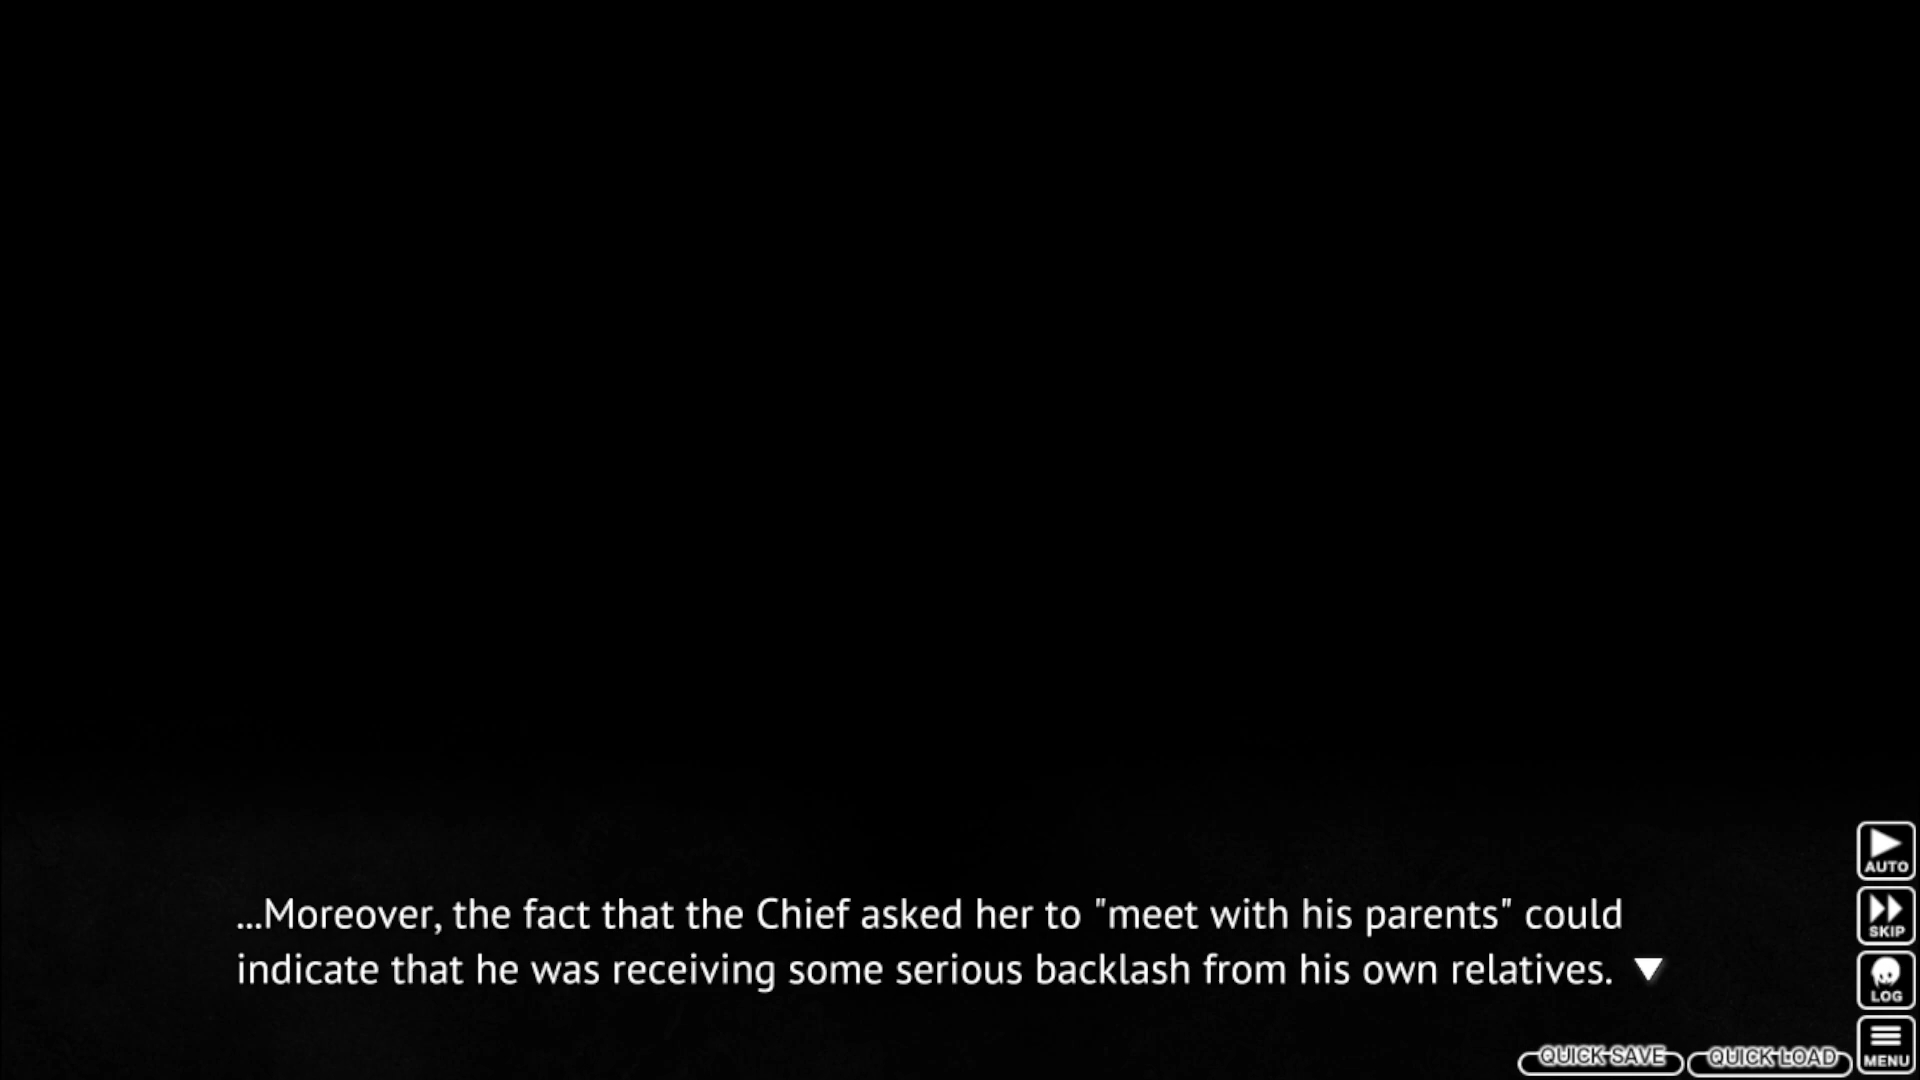 ...Moreover, the fact that the Chief asked her to "meet with his parents" could
indicate that he was receiving some serious backlash from his own relatives.
AUTO
SKIP
LOG
MENU
QUICK SAVE
QUICK LOAD